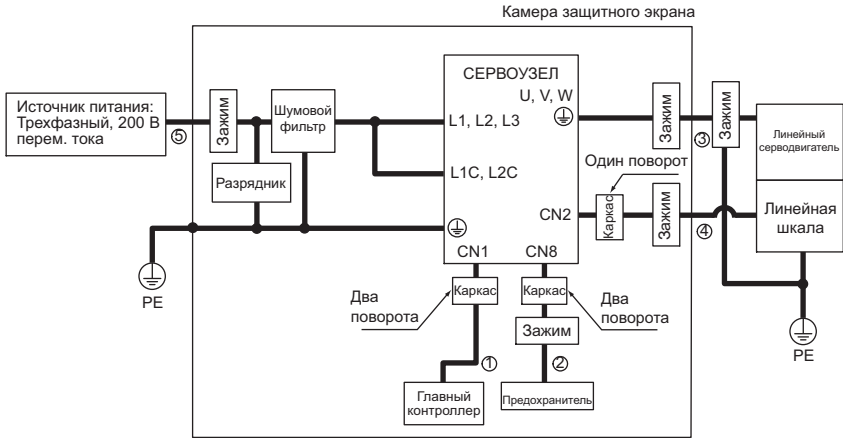 Камера защитного экрана
СЕРВОУЗЕЛ
U, V, W
Источник питания:
Трехфазный, 200 В
перем. тока
⑤
Зажим
Шумовой
фильтр
L1, L2, L3
Зажим
③
Зажим
Линейный
серводвигатель
Разрядник
L1C, L2C
Один поворот
CN2
Каркас
Зажим
④
Линейная
шкала
CN1
CN8
PE
Два
поворота
Каркас
Каркас
Два
поворота
Зажим
PE
①
②
Главный
контроллер
Предохранитель